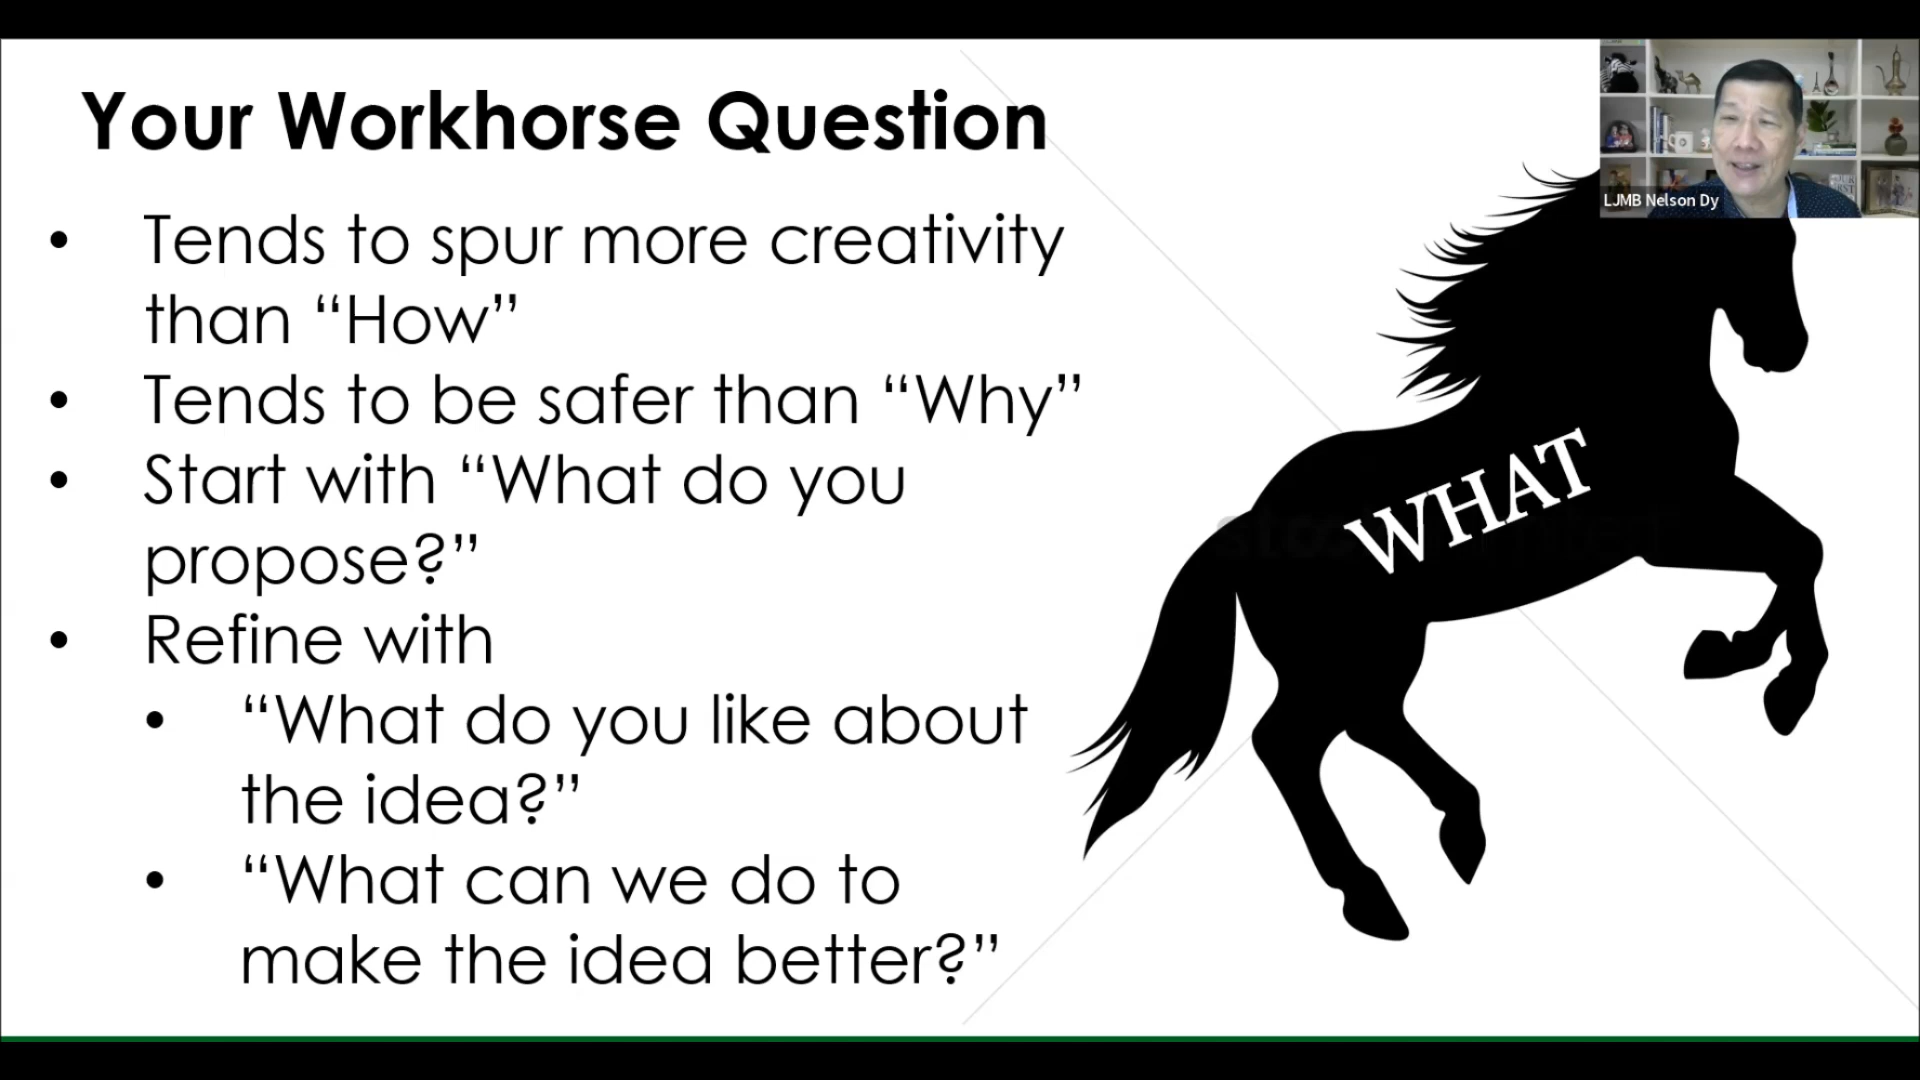 Your Workhorse Question
LJMB Nelson Dy
• Tends to spur more creativity
than “How”
• Tends to be safer than “Why”
• Start with “What do you
propose?”
• Refine with
• “What do you like about
the idea?”
• “What can we do to
make the idea better?”
WHAT